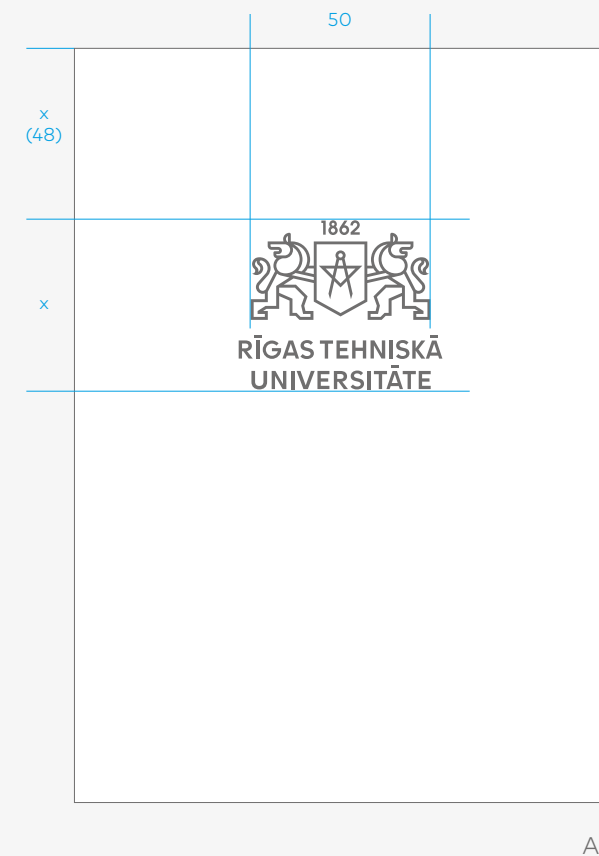 50
x
(48)
1862
x
RĪGAS TEHNISKĀ
UNIVERSITĀTE
A